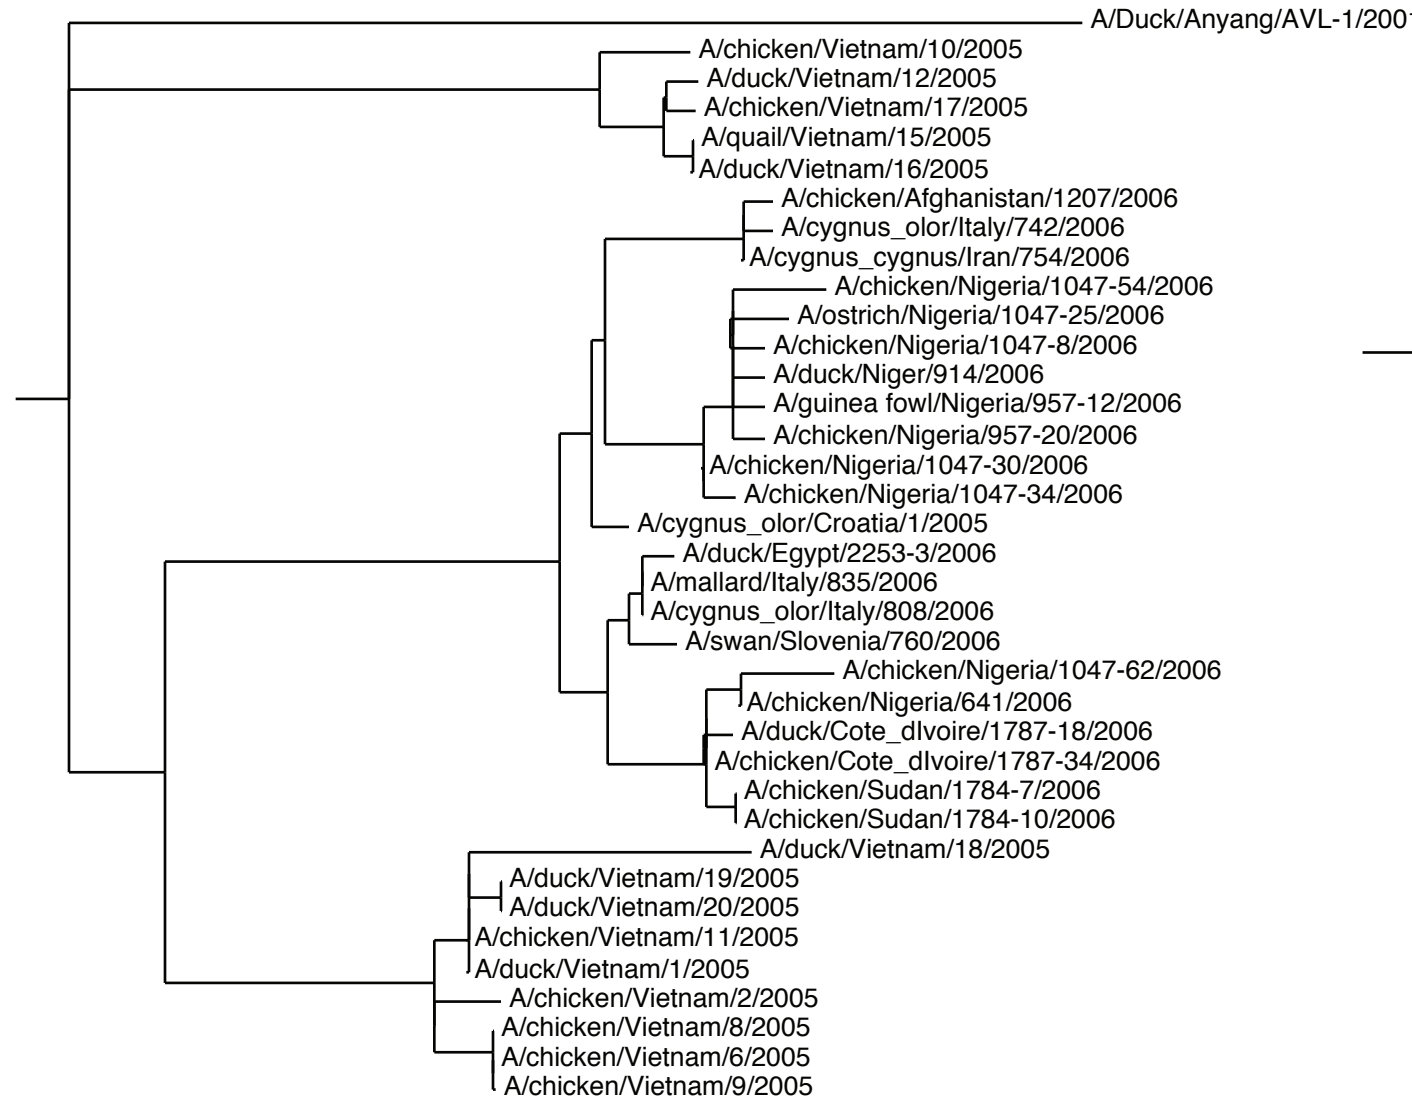 A/Duck/Anyang/AVL-1/200
A/chicken/Vietnam/10/2005
A/duck/Vietnam/12/2005
A/chicken/Vietnam/17/2005
A/quail/Vietnam/15/2005
A/duck/Vietnam/16/2005
A/chicken/Afghanistan/1207/2006
A/cygnus_olor/Italy/742/2006
A/cygnus_cygnus/Iran/754/2006
A/chicken/Nigeria/1047-54/2006
A/ostrich/Nigeria/1047-25/2006
A/chicken/Nigeria/1047-8/2006
A/duck/Niger/914/2006
A/guinea fowl/Nigeria/957-12/2006
A/chicken/Nigeria/957-20/2006
A/chicken/Nigeria/1047-30/2006
A/chicken/Nigeria/1047-34/2006
A/cygnus_olor/Croatia/1/2005
A/duck/Egypt/2253-3/2006
A/mallard/Italy/835/2006
A/cygnus_olor/Italy/808/2006
A/swan/Slovenia/760/2006
A/chicken/Nigeria/1047-62/2006
A/chicken/Nigeria/641/2006
A/duck/Cote_dIvoire/1787-18/2006
A/chicken/Cote_dIvoire/1787-34/2006
A/chicken/Sudan/1784-7/2006
A/chicken/Sudan/1784-10/2006
A/duck/Vietnam/18/2005
A/duck/Vietnam/19/2005
A/duck/Vietnam/20/2005
A/chicken/Vietnam/11/2005
A/duck/Vietnam/1/2005
A/chicken/Vietnam/2/2005
A/chicken/Vietnam/8/2005
A/chicken/Vietnam/6/2005
A/chicken/Vietnam/9/2005